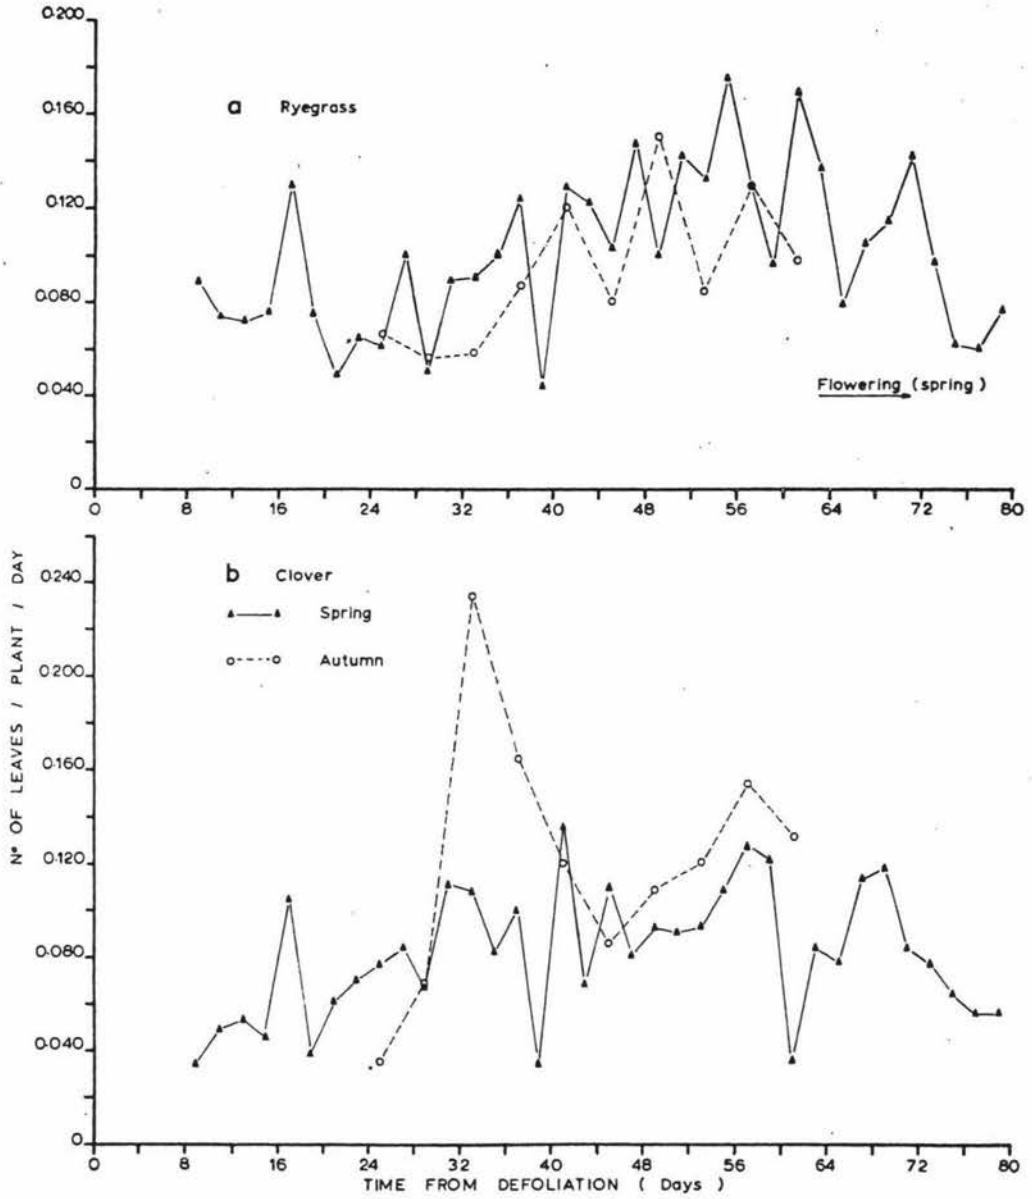 0·200
0·160
0·120
0·080
0·040
0
a Ryegrass
Flowering (spring)
0 8 16 24 32 40 48 56 64 72 80
Nº OF LEAVES / PLANT / DAY
0·240
0·200
0·160
0·120
0·080
0·040
0
b Clover
Spring
Autumn
0 8 16 24 32 40 48 56 64 72 80
TIME FROM DEFOLIATION ( Days )